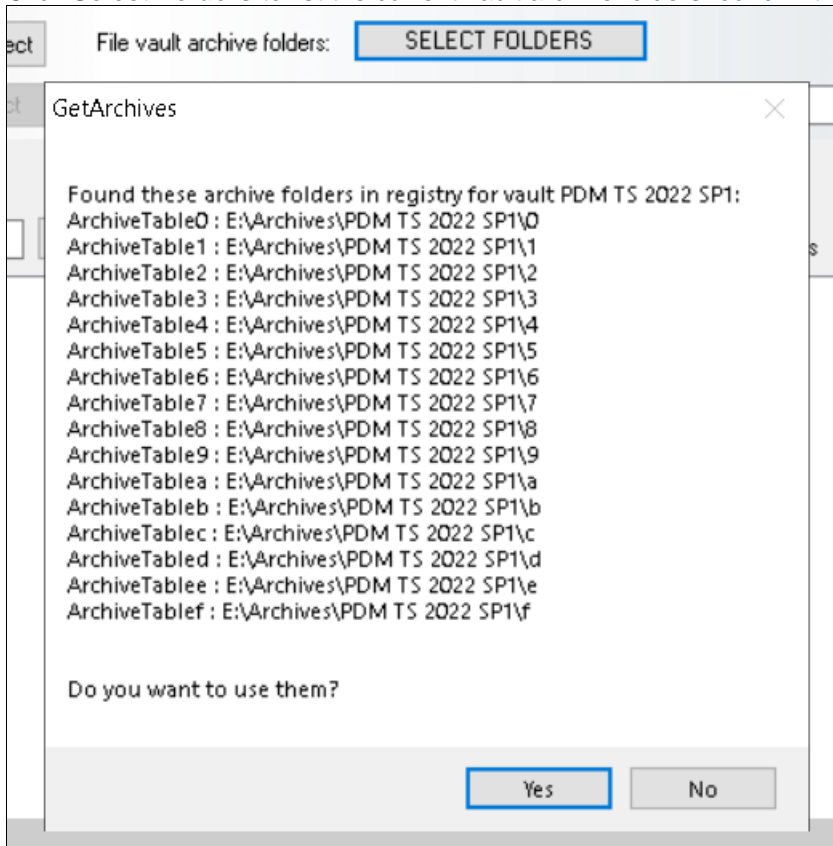 ect File vault archive folders: SELECT FOLDERS
GetArchives
Found these archive folders in registry for vault PDM TS 2022 SP1:
ArchiveTable0 : E:\Archives\PDM TS 2022 SP1\0
ArchiveTable1 : E:\Archives\PDM TS 2022 SP1\1
ArchiveTable2 : E:\Archives\PDM TS 2022 SP1\2
ArchiveTable3 : E:\Archives\PDM TS 2022 SP1\3
ArchiveTable4 : E:\Archives\PDM TS 2022 SP1\4
ArchiveTable5 : E:\Archives\PDM TS 2022 SP1\5
ArchiveTable6 : E:\Archives\PDM TS 2022 SP1\6
ArchiveTable7 : E:\Archives\PDM TS 2022 SP1\7
ArchiveTable8 : E:\Archives\PDM TS 2022 SP1\8
ArchiveTable9 : E:\Archives\PDM TS 2022 SP1\9
ArchiveTablea : E:\Archives\PDM TS 2022 SP1\a
ArchiveTableb : E:\Archives\PDM TS 2022 SP1\b
ArchiveTablec : E:\Archives\PDM TS 2022 SP1\c
ArchiveTabled : E:\Archives\PDM TS 2022 SP1\d
ArchiveTablee : E:\Archives\PDM TS 2022 SP1\e
ArchiveTablef : E:\Archives\PDM TS 2022 SP1\f
Do you want to use them?
Yes No